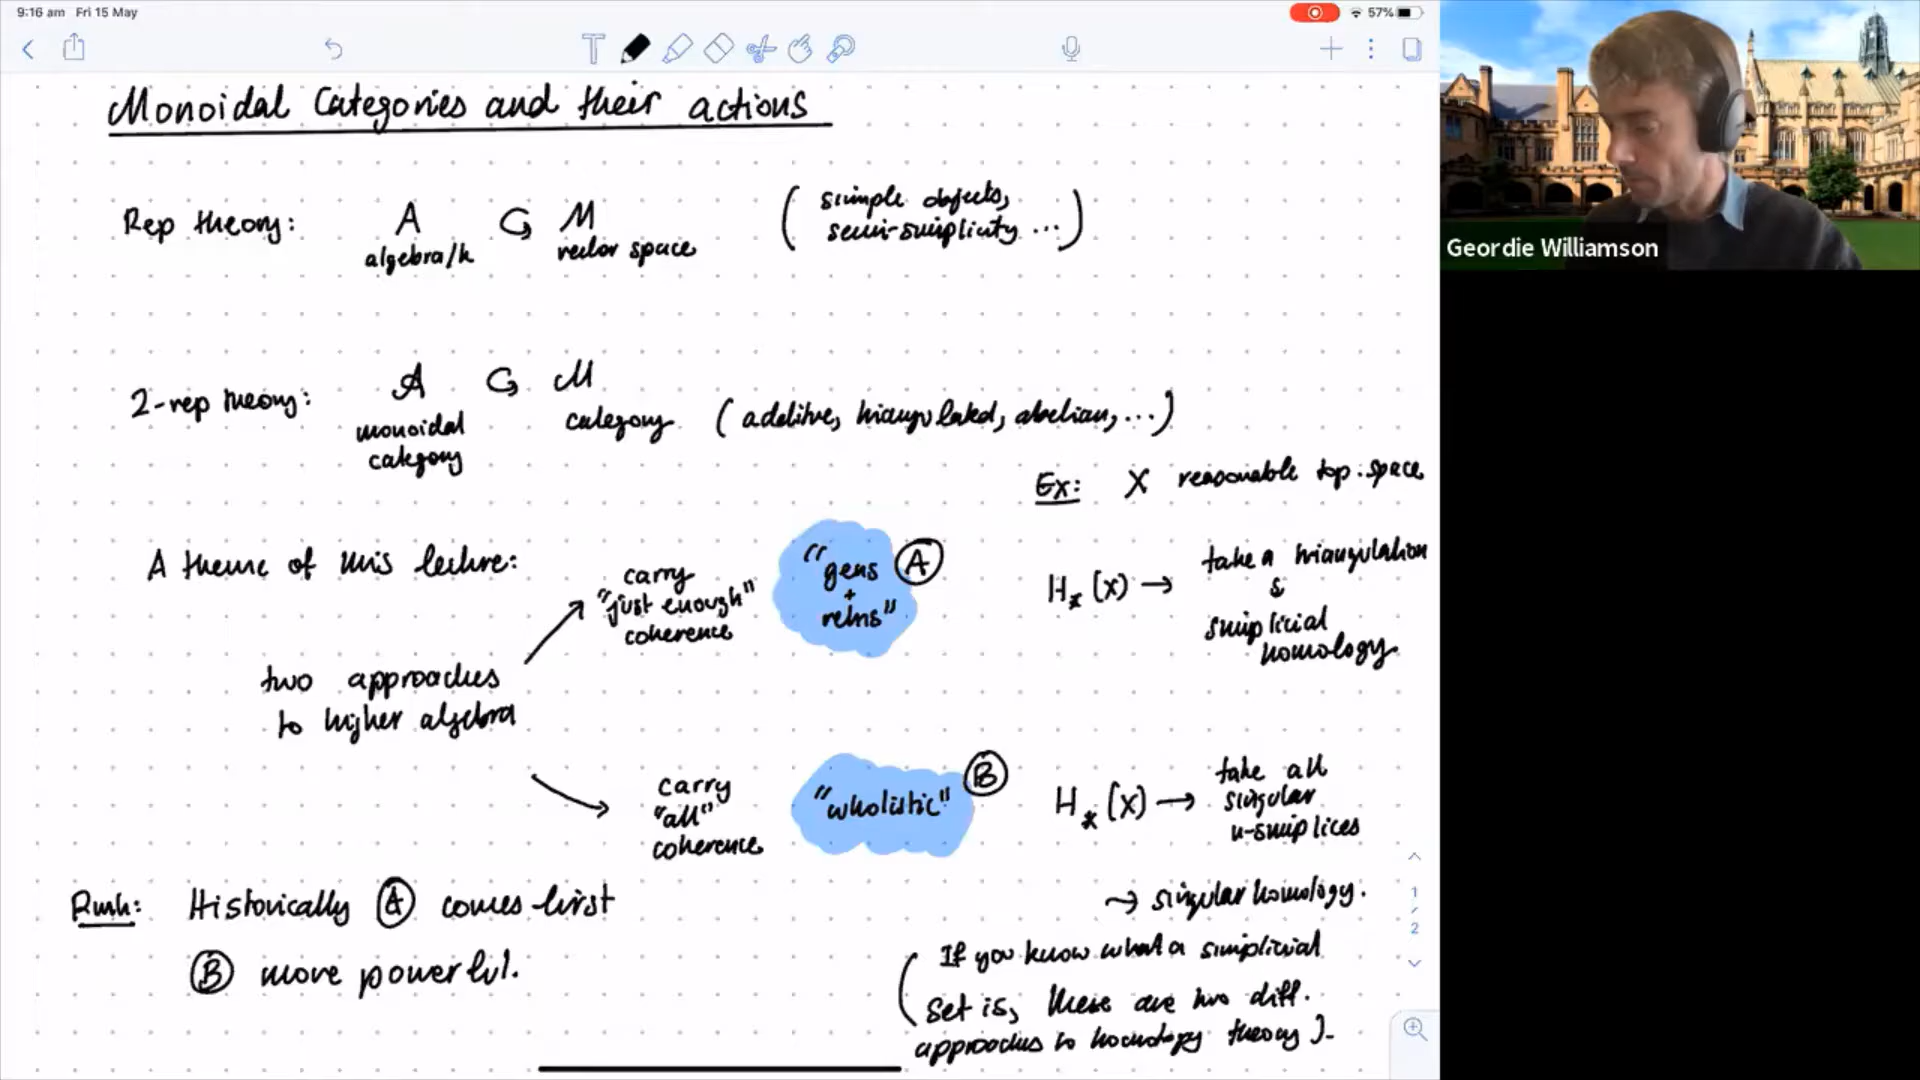 9:16 am Fri 15 May
57%
Monoidal Categories and their actions
Rep theory: A ↻ M ( simple objects, semi-simplicity ... )
algebra/k vector space
2-rep theory: A ↻ M
monoidal category
category ( additive, triangulated, abelian, ... )
A theme of this lecture:
two approaches
to higher algebra
carry
"just enough"
coherence
"gens
+
relns"
A
carry
"all"
coherence
"wholistic"
B
Ex: X reasonable top. space
H_*(X) → take a triangulation
&
simplicial
homology
H_*(X) → take all
singular
n-simplices
→ singular homology.
( If you know what a simplicial
set is, these are two diff.
approaches to homotopy theory ).
Rmk: Historically A comes first
B more powerful.
1
/
2
Geordie Williamson